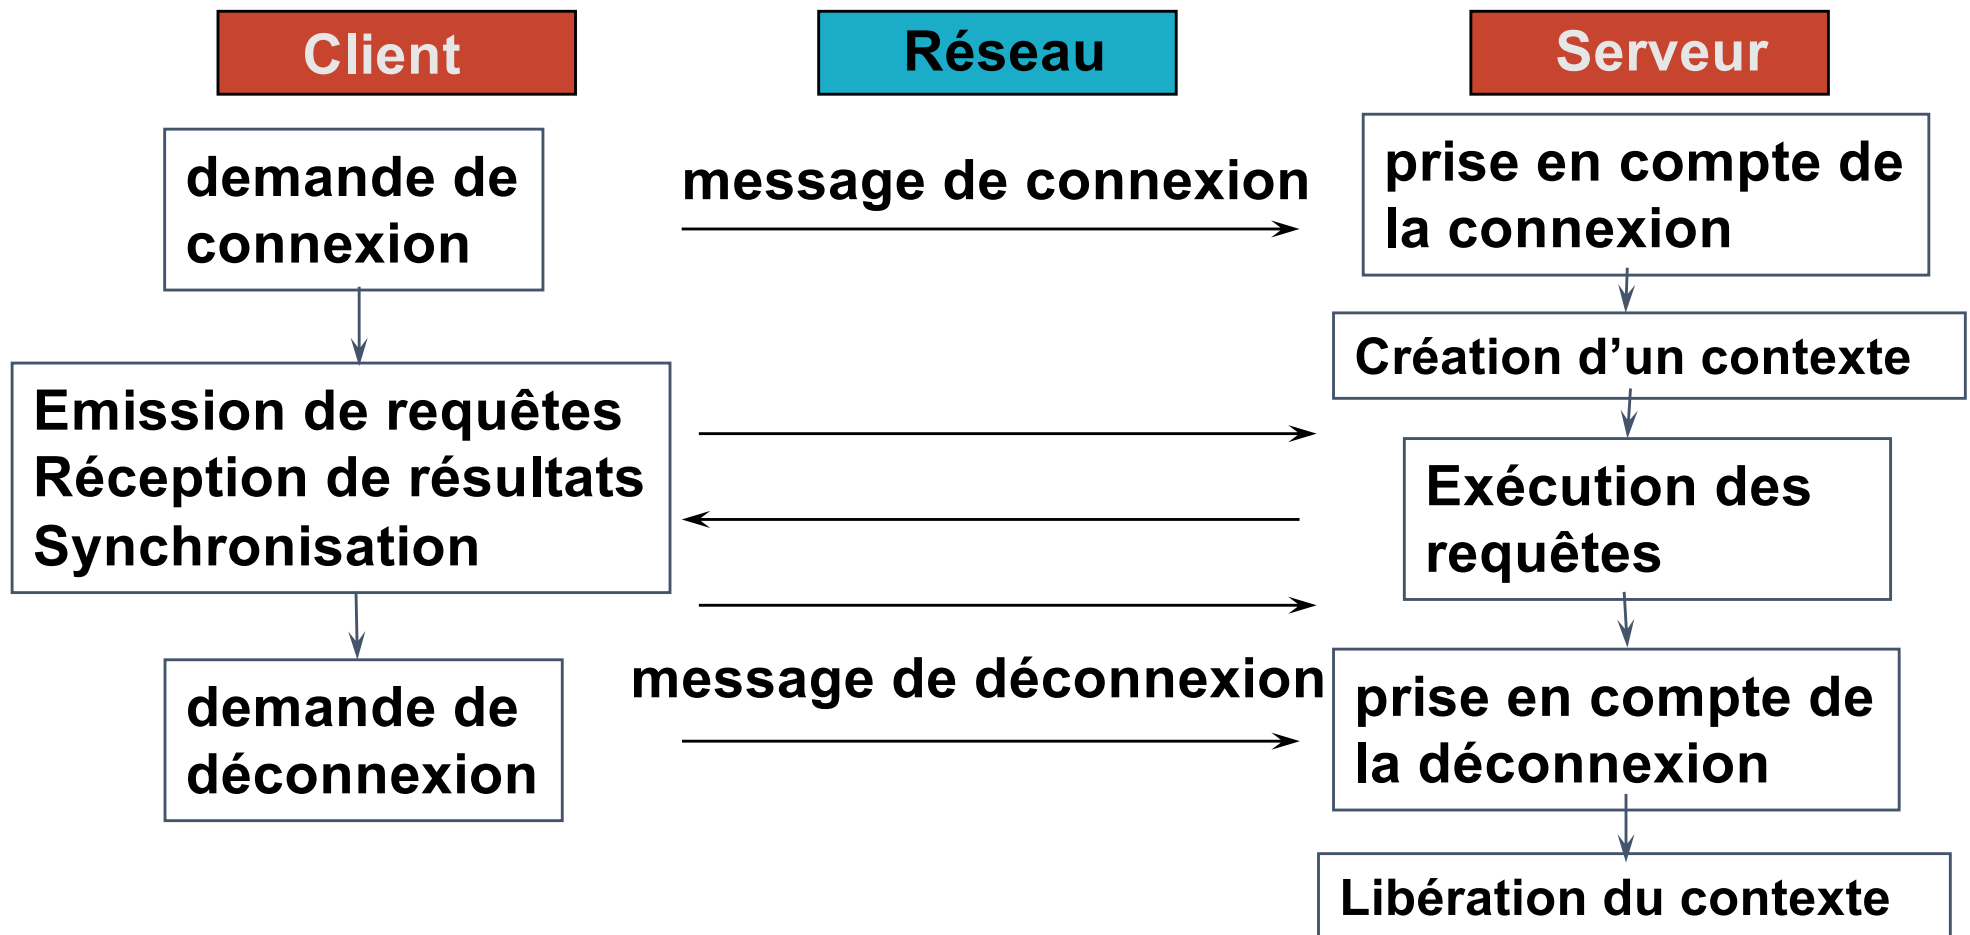 Client
Réseau
Serveur
demande de
connexion
message de connexion
prise en compte de
la connexion
Création d’un contexte
Emission de requêtes
Réception de résultats
Synchronisation
Exécution des
requêtes
demande de
déconnexion
message de déconnexion
prise en compte de
la déconnexion
Libération du contexte